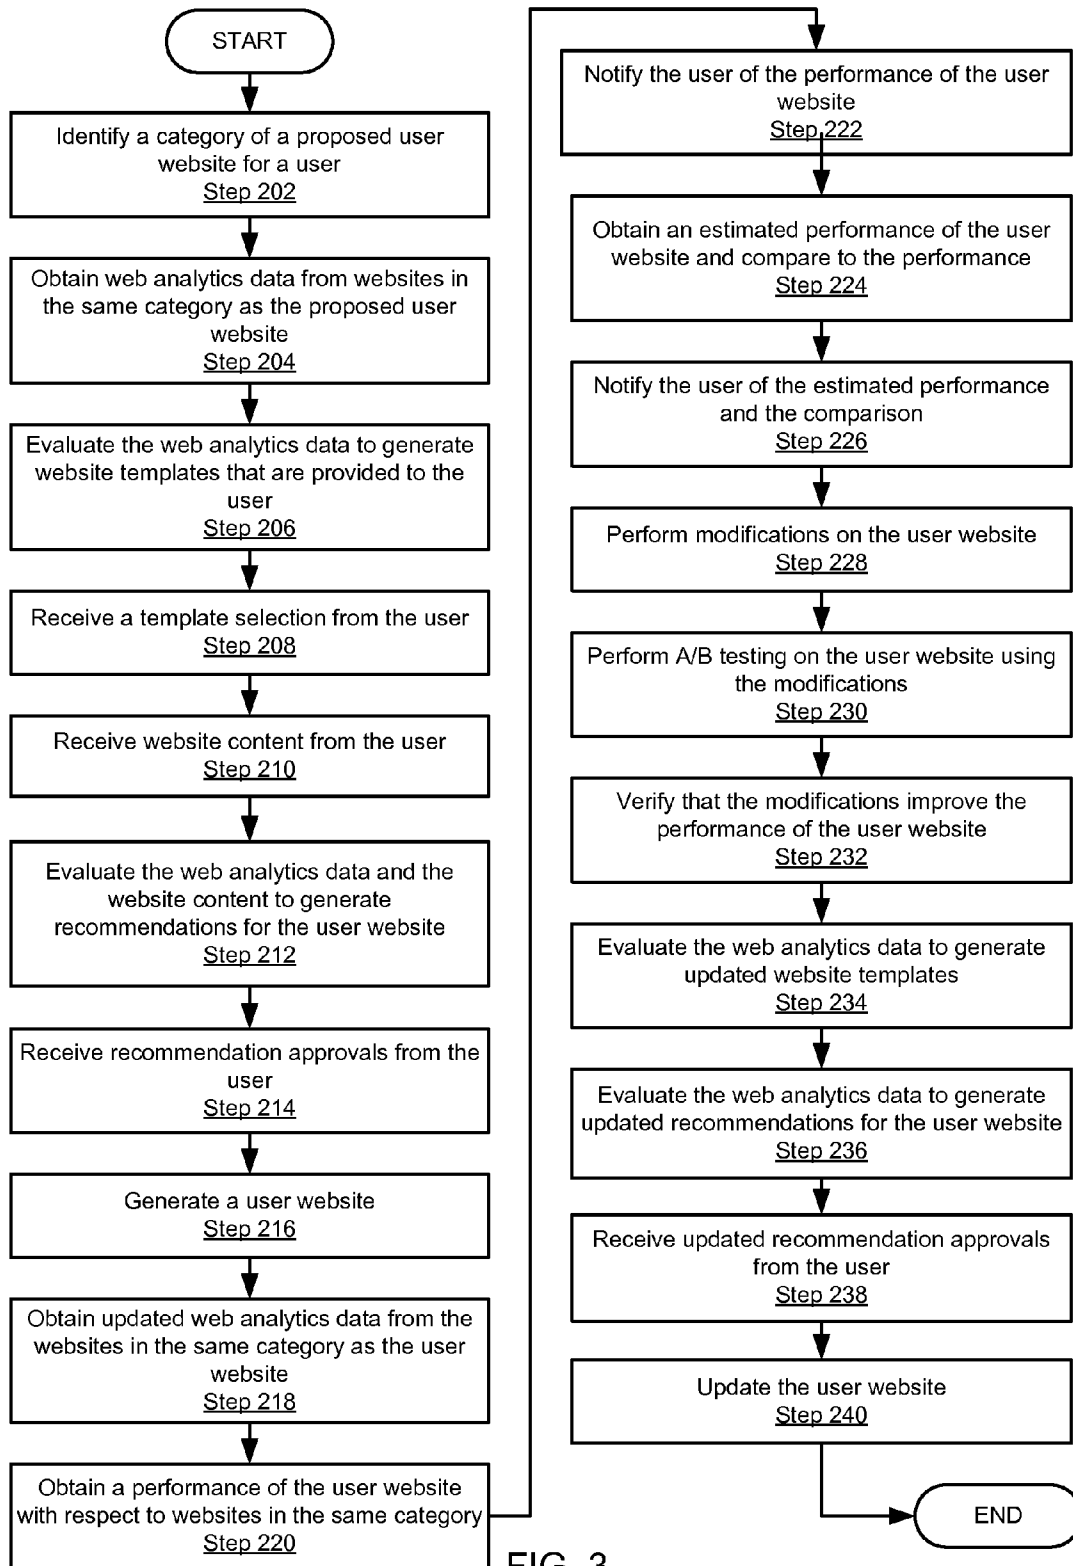 START
Identify a category of a proposed user
website for a user
Step 202
Obtain web analytics data from websites in
the same category as the proposed user
website
Step 204
Evaluate the web analytics data to generate
website templates that are provided to the
user
Step 206
Receive a template selection from the user
Step 208
Receive website content from the user
Step 210
Evaluate the web analytics data and the
website content to generate
recommendations for the user website
Step 212
Receive recommendation approvals from the
user
Step 214
Generate a user website
Step 216
Obtain updated web analytics data from the
websites in the same category as the user
website
Step 218
Obtain a performance of the user website
with respect to websites in the same category
Step 220
Notify the user of the performance of the user
website
Step 222
Obtain an estimated performance of the user
website and compare to the performance
Step 224
Notify the user of the estimated performance
and the comparison
Step 226
Perform modifications on the user website
Step 228
Perform A/B testing on the user website using
the modifications
Step 230
Verify that the modifications improve the
performance of the user website
Step 232
Evaluate the web analytics data to generate
updated website templates
Step 234
Evaluate the web analytics data to generate
updated recommendations for the user website
Step 236
Receive updated recommendation approvals
from the user
Step 238
Update the user website
Step 240
END
FIG. 3